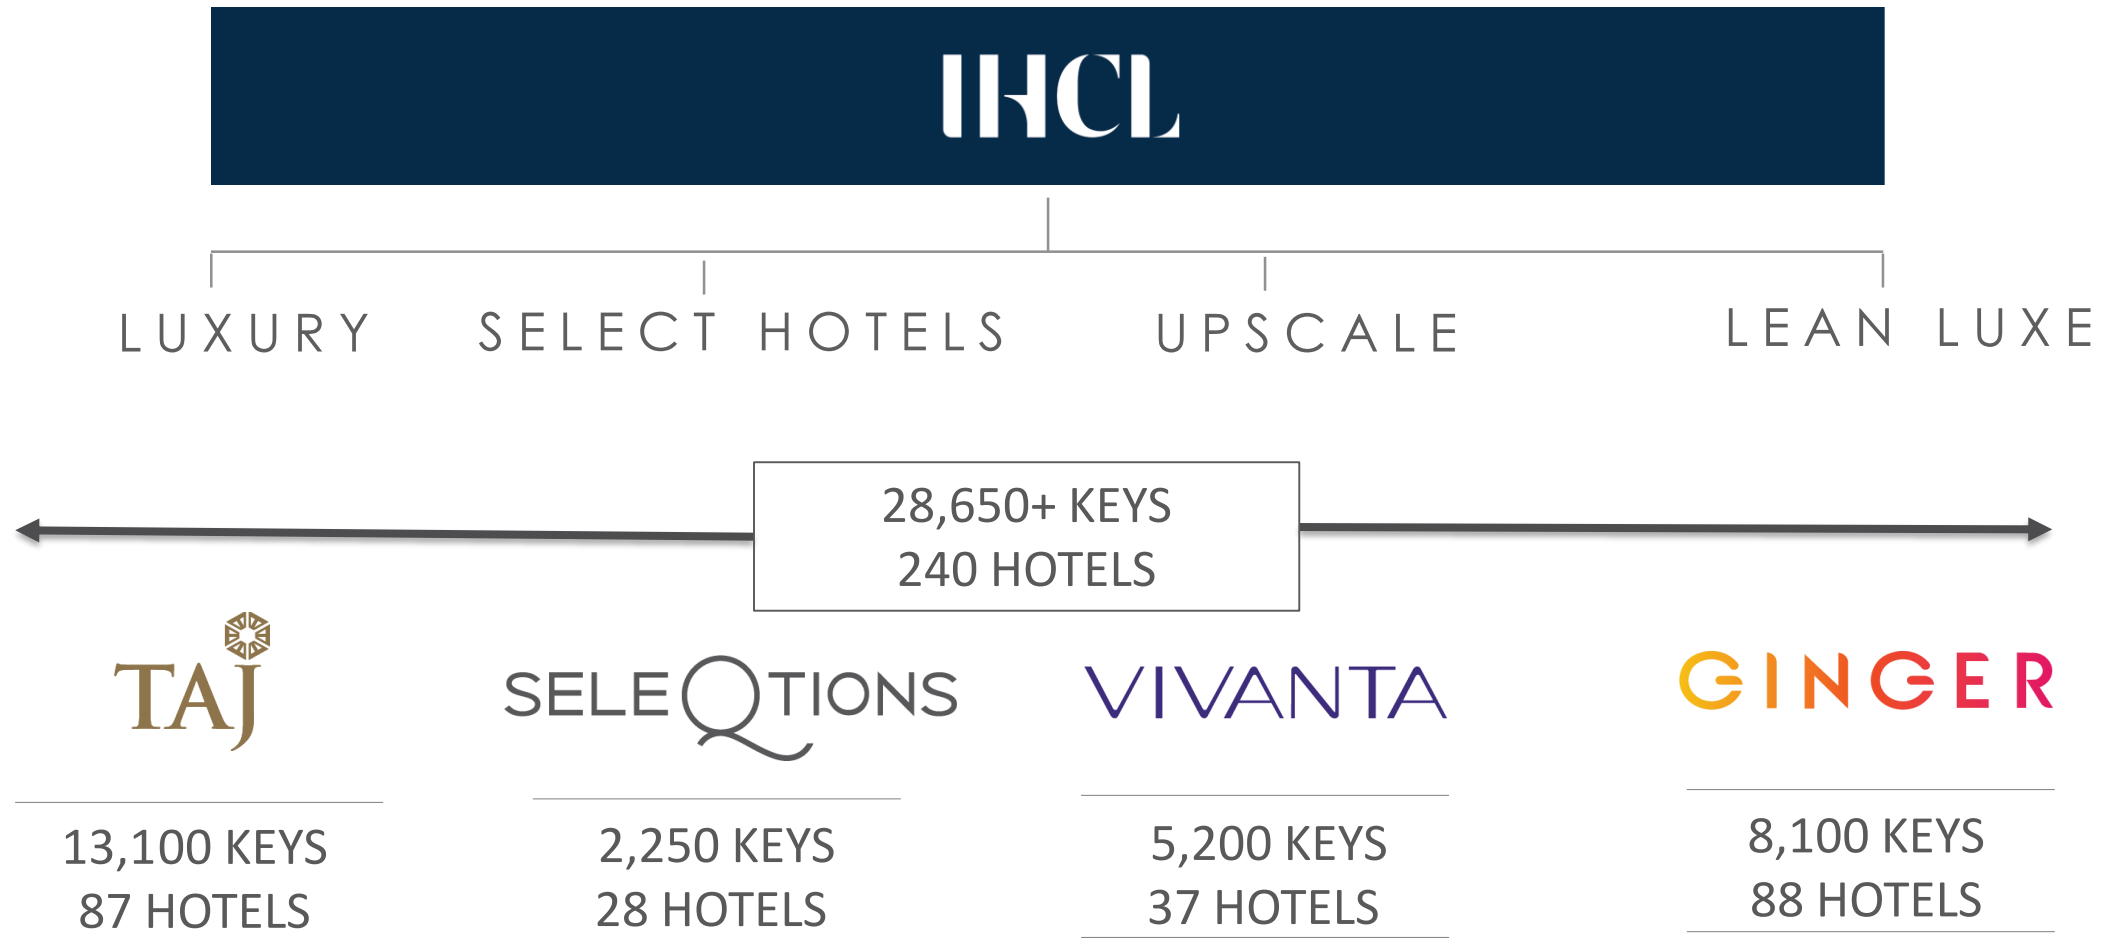 IHCL
LUXURY
SELECT HOTELS
UPSCALE
LEAN LUXE
28,650+ KEYS
240 HOTELS
TAJ
SELEQTIONS
VIVANTA
GINGER
13,100 KEYS
87 HOTELS
2,250 KEYS
28 HOTELS
5,200 KEYS
37 HOTELS
8,100 KEYS
88 HOTELS